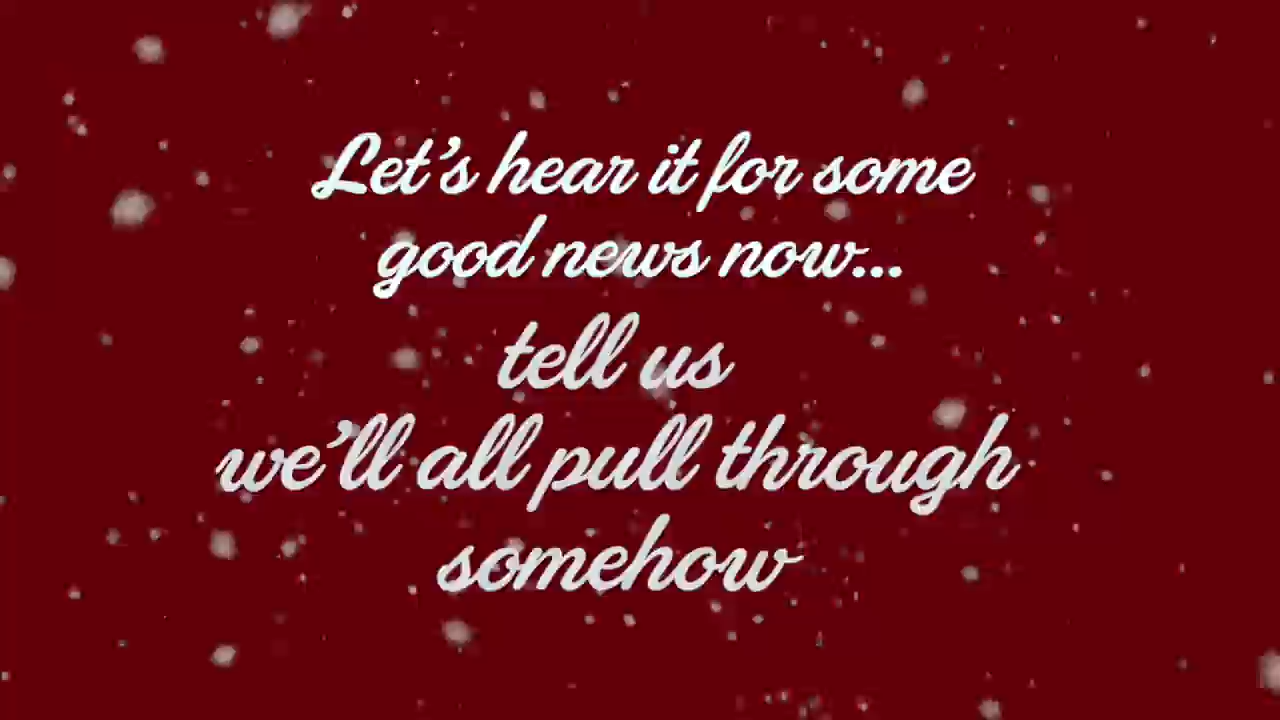 Let's hear it for some
good news now...
tell us
we'll all pull through
somehow